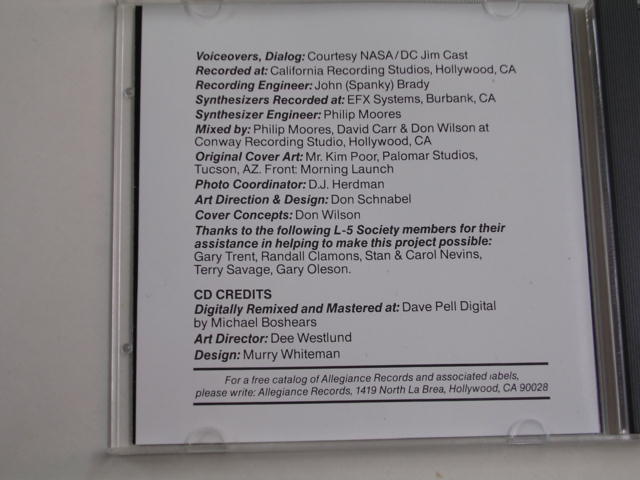 Voiceovers, Dialog: Courtesy NASA/DC Jim Cast
Recorded at: California Recording Studios, Hollywood, CA
Recording Engineer: John (Spanky) Brady
Synthesizers Recorded at: EFX Systems, Burbank, CA
Synthesizer Engineer: Philip Moores
Mixed by: Philip Moores, David Carr & Don Wilson at
Conway Recording Studio, Hollywood, CA
Original Cover Art: Mr. Kim Poor, Palomar Studios,
Tucson, AZ. Front: Morning Launch
Photo Coordinator: D.J. Herdman
Art Direction & Design: Don Schnabel
Cover Concepts: Don Wilson
Thanks to the following L-5 Society members for their
assistance in helping to make this project possible:
Gary Trent, Randall Clamons, Stan & Carol Nevins,
Terry Savage, Gary Oleson.
CD CREDITS
Digitally Remixed and Mastered at: Dave Pell Digital
by Michael Boshears
Art Director: Dee Westlund
Design: Murry Whiteman
For a free catalog of Allegiance Records and associated labels,
please write: Allegiance Records, 1419 North La Brea, Hollywood, CA 90028